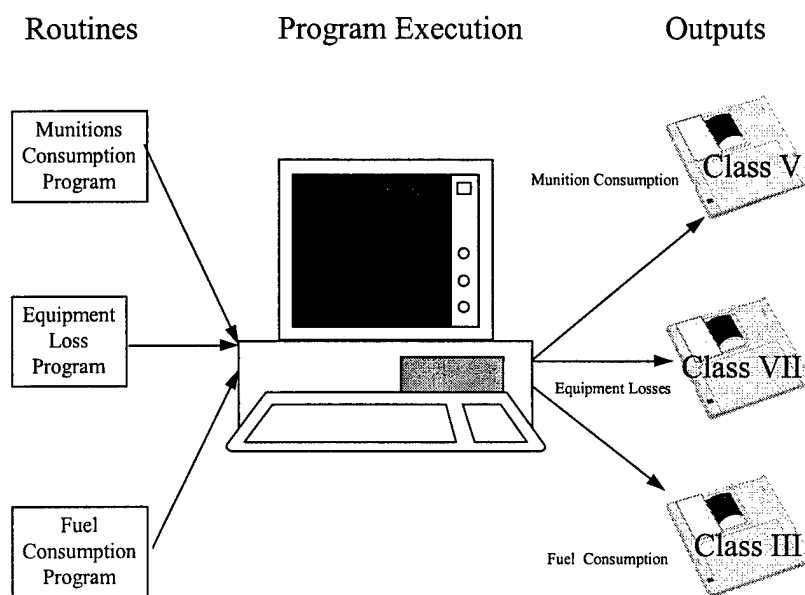 Routines
Program Execution
Outputs
Munitions
Consumption
Program
Equipment
Loss
Program
Fuel
Consumption
Program
Munition Consumption
Class V
Equipment Losses
Class VII
Fuel Consumption
Class III